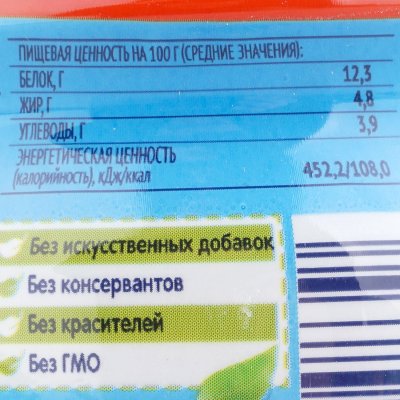 ПИЩЕВАЯ ЦЕННОСТЬ НА 100 Г (СРЕДНИЕ ЗНАЧЕНИЯ):
БЕЛОК, Г 12,3
ЖИР, Г 4,8
УГЛЕВОДЫ, Г 3,9
ЭНЕРГЕТИЧЕСКАЯ ЦЕННОСТЬ
(калорийность), кДж/ккал 452,2/108,0
Без искусственных добавок
Без консервантов
Без красителей
Без ГМО